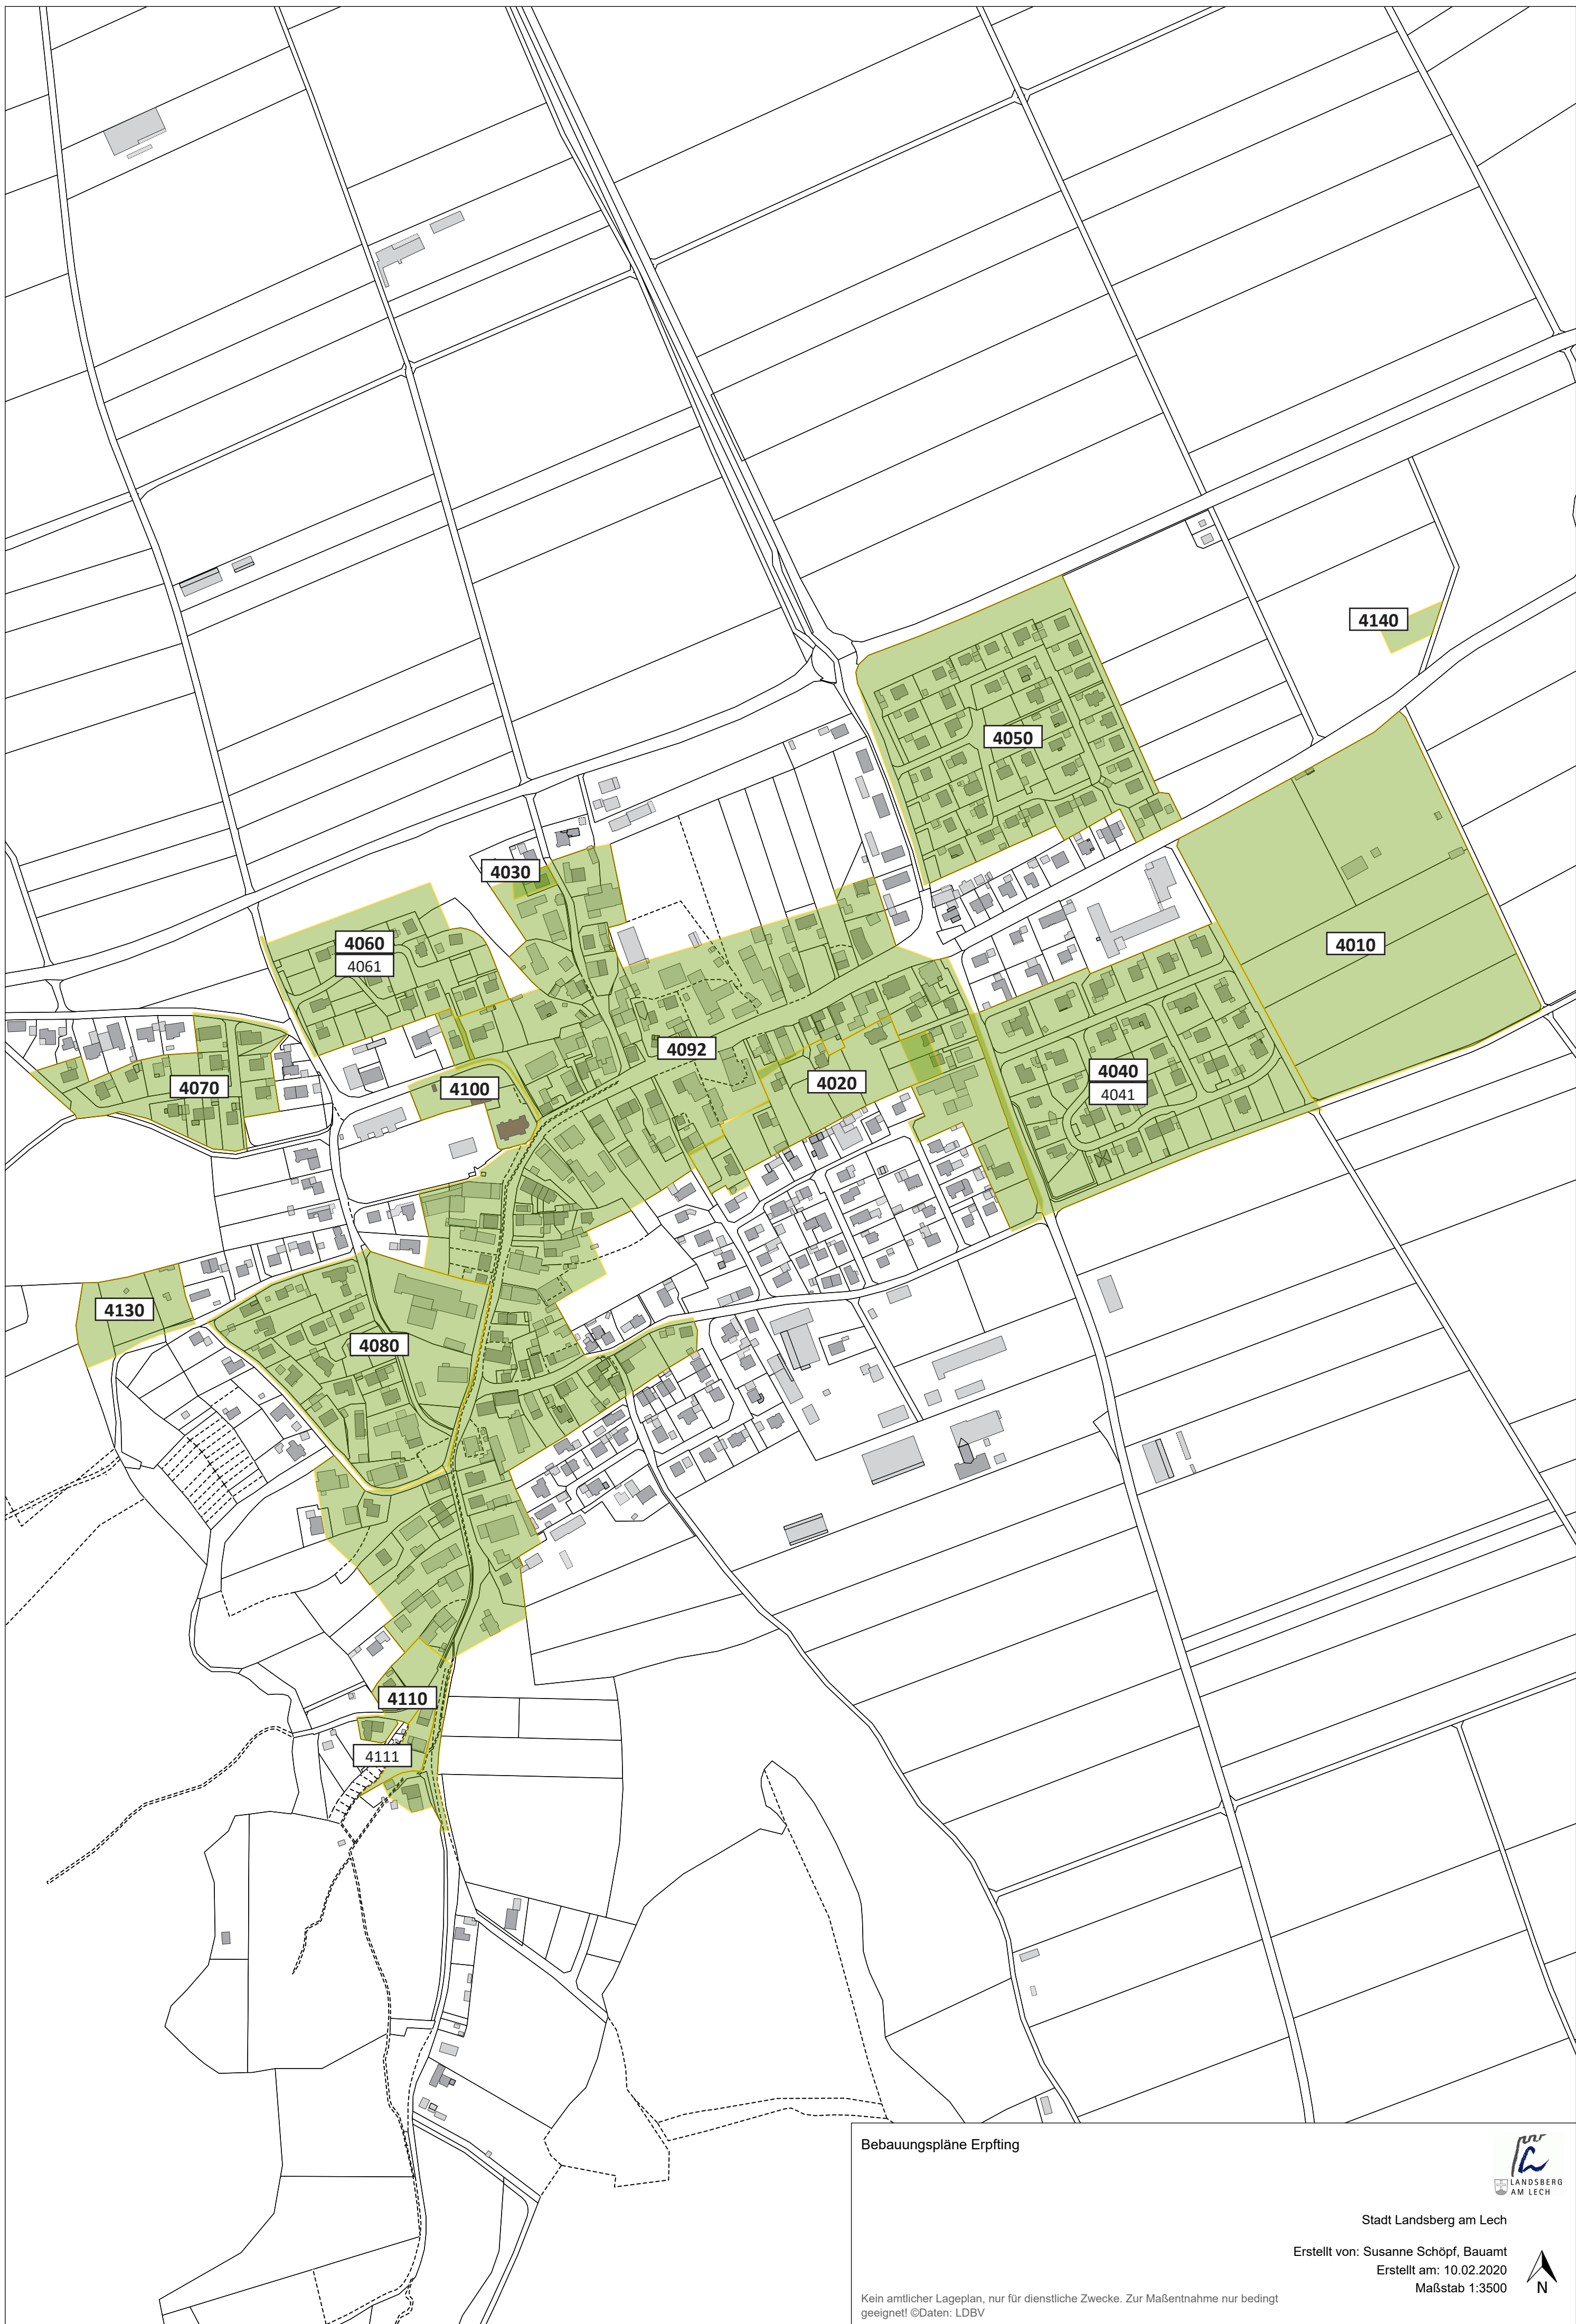 4140
4050
4030
4060
4061
4010
4092
4070
4100
4020
4040
4041
4130
4080
4110
4111
Bebauungspläne Erpfting
LANDSBERG
AM LECH
Stadt Landsberg am Lech
Erstellt von: Susanne Schöpf, Bauamt
Erstellt am: 10.02.2020
Maßstab 1:3500
N
Kein amtlicher Lageplan, nur für dienstliche Zwecke. Zur Maßentnahme nur bedingt
geeignet! ©Daten: LDBV